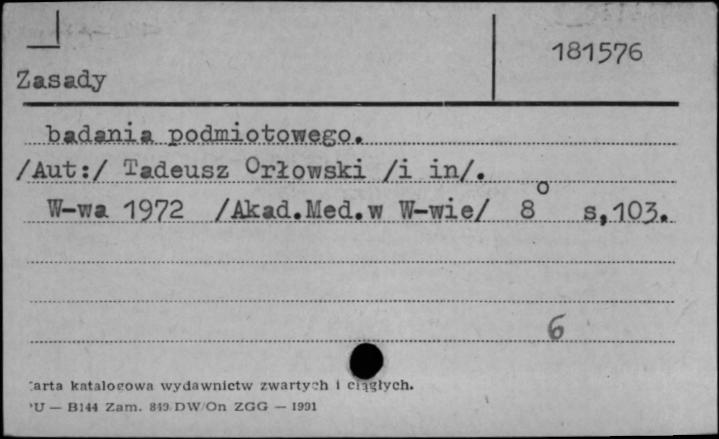 181576
Zasady
badania podmiotowego.
/Aut:/ Tadeusz Orłowski /i in/.
W-wa 1972 /Akad.Med.w W-wie/ 8° s,103.
6
arta katalogowa wydawnictw zwartych i ciągłych.
U — B144 Zam. 849 DW/On ZGG — 1991